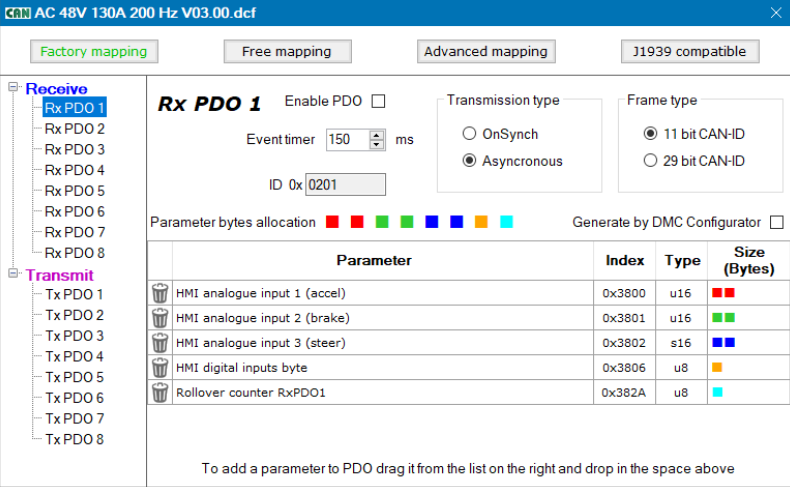 CAN AC 48V 130A 200 Hz V03.00.dcf
Factory mapping Free mapping Advanced mapping J1939 compatible
Receive
Rx PDO 1
Rx PDO 2
Rx PDO 3
Rx PDO 4
Rx PDO 5
Rx PDO 6
Rx PDO 7
Rx PDO 8
Transmit
Tx PDO 1
Tx PDO 2
Tx PDO 3
Tx PDO 4
Tx PDO 5
Tx PDO 6
Tx PDO 7
Tx PDO 8
Rx PDO 1 Enable PDO
Event timer 150 ms
ID 0x 0201
Transmission type
OnSynch
Asyncronous
Frame type
11 bit CAN-ID
29 bit CAN-ID
Parameter bytes allocation Generate by DMC Configurator
Parameter Index Type Size (Bytes)
HMI analogue input 1 (accel) 0x3800 u16
HMI analogue input 2 (brake) 0x3801 u16
HMI analogue input 3 (steer) 0x3802 s16
HMI digital inputs byte 0x3806 u8
Rollover counter RxPDO1 0x382A u8
To add a parameter to PDO drag it from the list on the right and drop in the space above